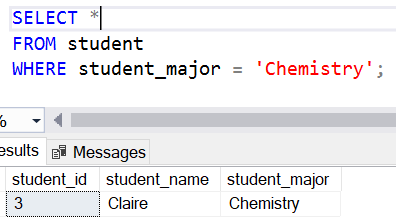 SELECT *
FROM student
WHERE student_major = 'Chemistry';
%
esults Messages
student_id student_name student_major
3 Claire Chemistry